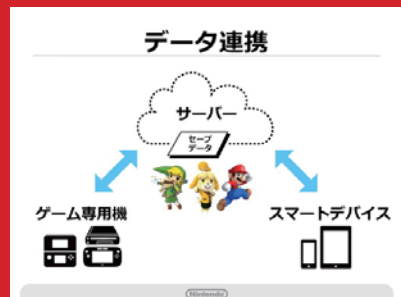 データ連携
サーバー
セーブ
データ
ゲーム専用機
スマートデバイス
Nintendo